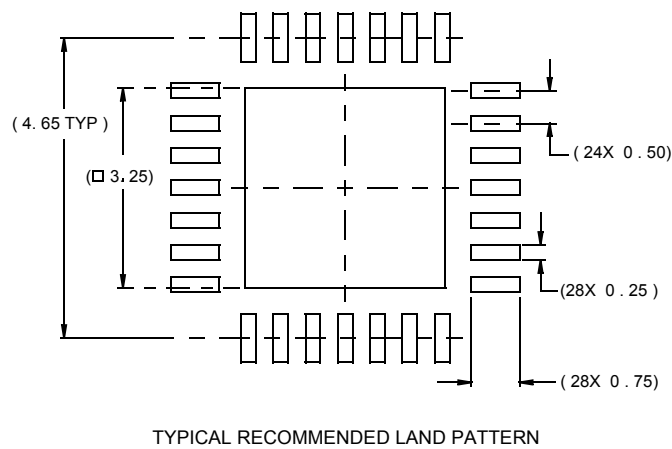 ( 4. 65 TYP )
(□ 3. 25)
( 24X 0 . 50)
(28X 0 . 25 )
( 28X 0 . 75)
TYPICAL RECOMMENDED LAND PATTERN